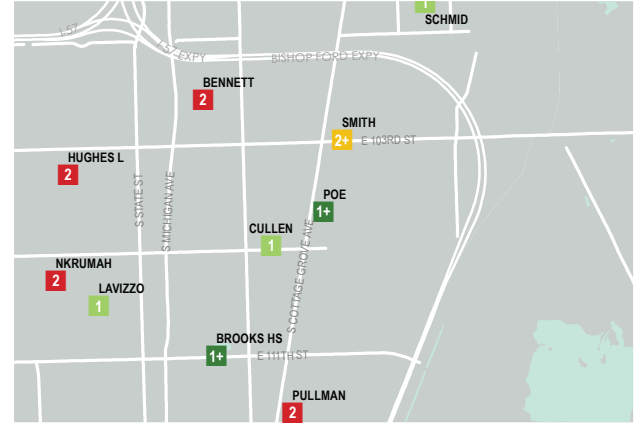 1
SCHMID
I-57
I-57 EXPY
BISHOP FORD EXPY
BENNETT
2
SMITH
2+
E 103RD ST
HUGHES L
2
S STATE ST
S MICHIGAN AVE
POE
1+
CULLEN
1
S COTTAGE GROVE AVE
NKRUMAH
2
LAVIZZO
1
BROOKS HS
1+
E 111TH ST
PULLMAN
2